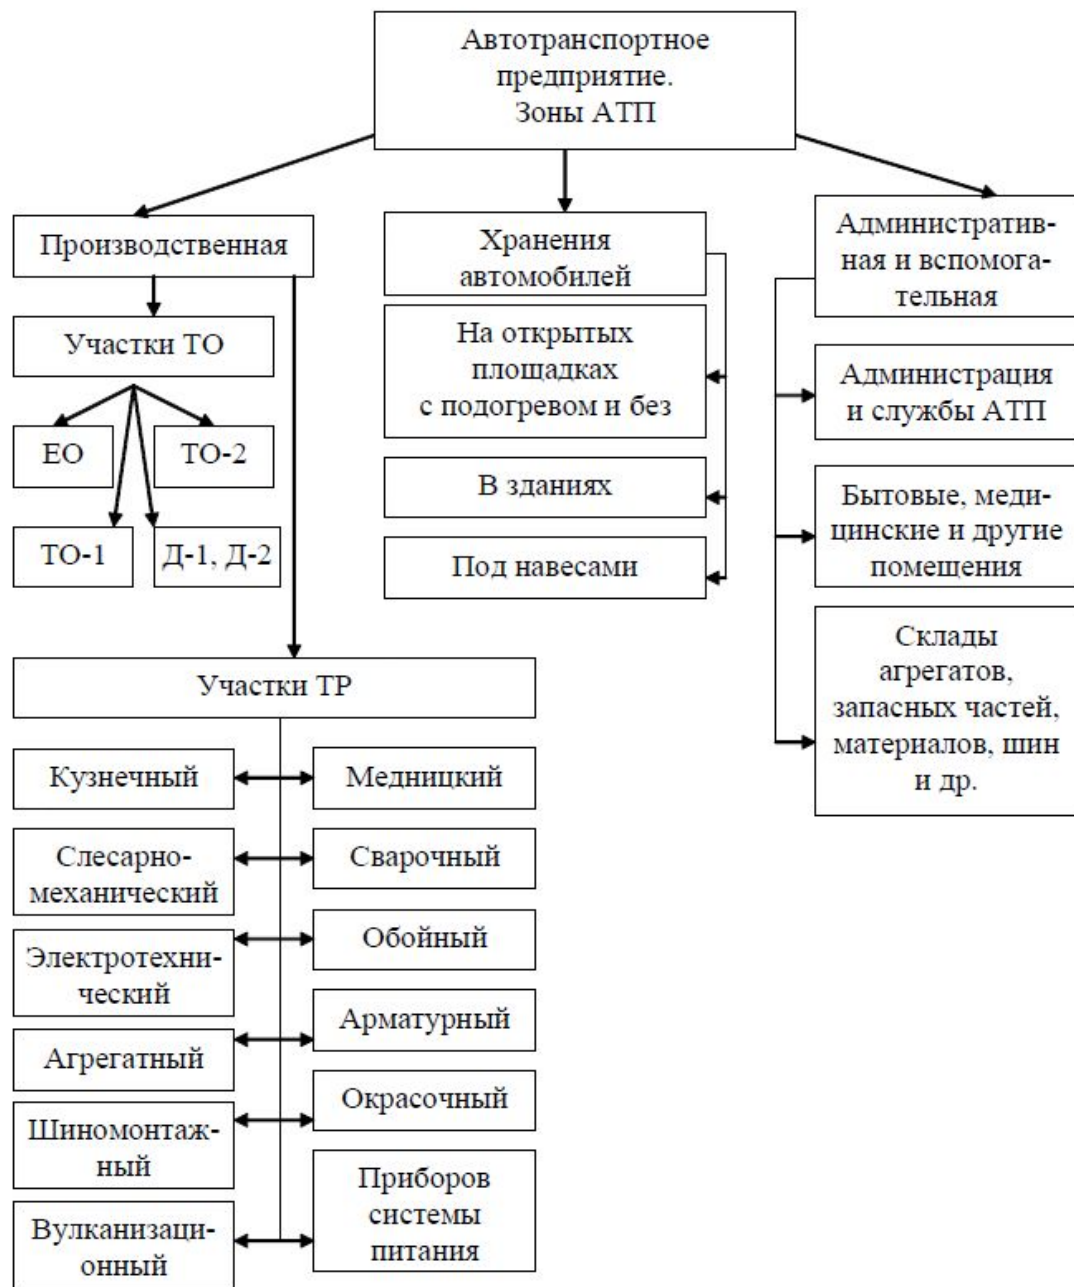 Автотранспортное
предприятие.
Зоны АТП
Производственная
Участки ТО
ЕО
ТО-2
ТО-1
Д-1, Д-2
Хранения
автомобилей
На открытых
площадках
с подогревом и без
В зданиях
Под навесами
Административ-
ная и вспомога-
тельная
Администрация
и службы АТП
Бытовые, меди-
цинские и другие
помещения
Склады
агрегатов,
запасных частей,
материалов, шин
и др.
Участки ТР
Кузнечный
Медницкий
Слесарно-
механический
Сварочный
Электротехни-
ческий
Обойный
Агрегатный
Арматурный
Шиномонтаж-
ный
Окрасочный
Вулканизаци-
онный
Приборов
системы
питания